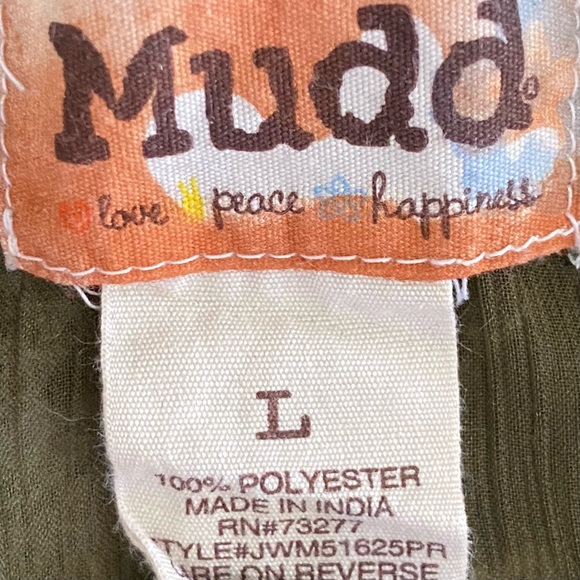 Mudd®
love peace happiness
L
100% POLYESTER
MADE IN INDIA
RN#73277
TYLE#JWM51625PR
ARE ON REVERSE